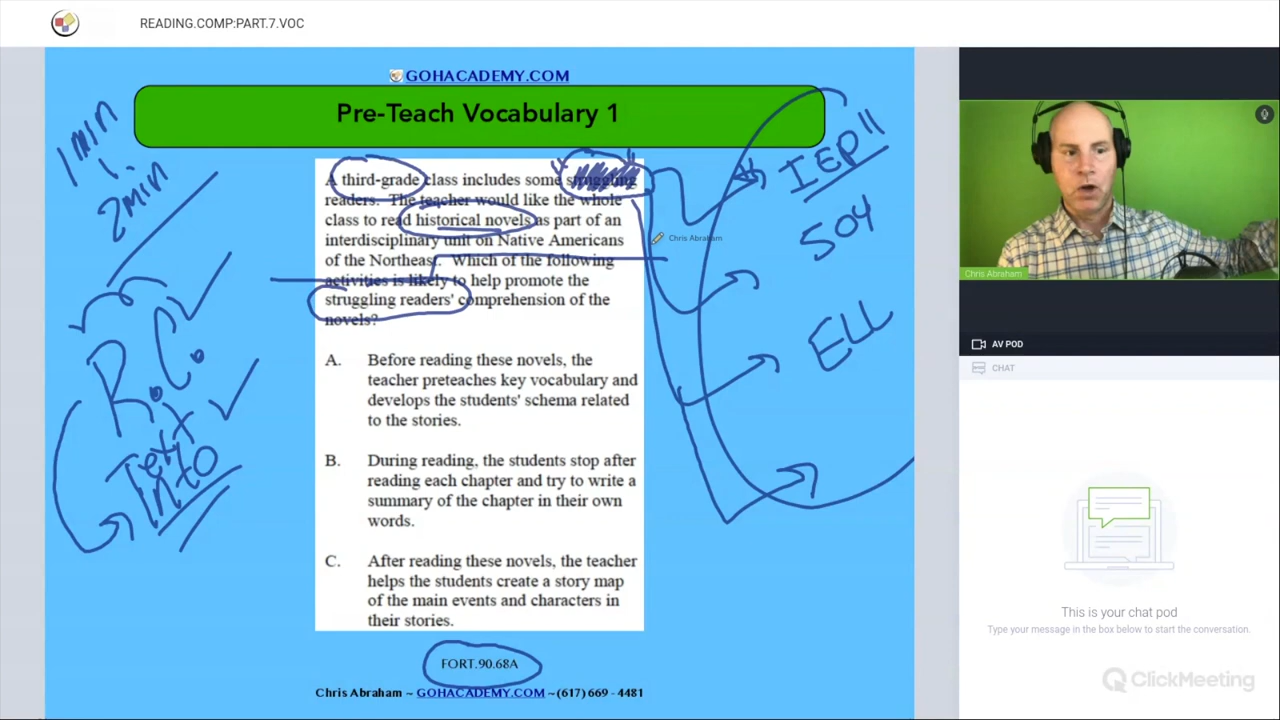 READING.COMP:PART.7.VOC
GOHACADEMY.COM
Pre-Teach Vocabulary 1
1 min
2 min
A third-grade class includes some struggling
readers. The teacher would like the whole
class to read historical novels as part of an
interdisciplinary unit on Native Americans
of the Northeast. Which of the following
activities is likely to help promote the
struggling readers' comprehension of the
novels?
A. Before reading these novels, the
teacher preteaches key vocabulary and
develops the students' schema related
to the stories.
B. During reading, the students stop after
reading each chapter and try to write a
summary of the chapter in their own
words.
C. After reading these novels, the teacher
helps the students create a story map
of the main events and characters in
their stories.
R.C.
Text
Info
IEP
504
ELL
Chris Abraham
FORT.90.68A
Chris Abraham ~ GOHACADEMY.COM ~ (617) 669 - 4481
Chris Abraham
AV POD
CHAT
This is your chat pod
Type your message in the box below to start the conversation.
ClickMeeting